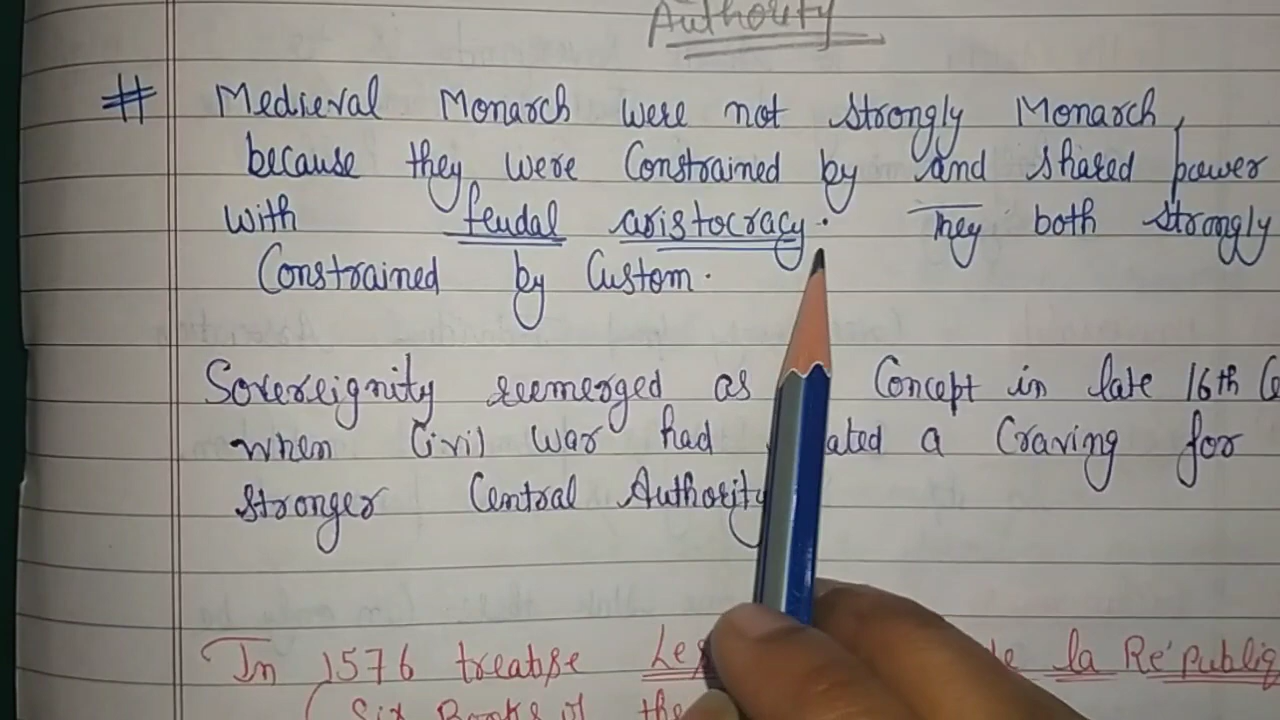 Authority
# Medieval Monarch were not strongly Monarch,
because they were Constrained by and shared power
with feudal aristocracy. They both strongly
Constrained by Custom.
Sovereignity reemerged as Concept in late 16th
when Civil war had a Craving for
stronger Central Authority
In 1576 treatise de la Républiq
Six Books of the